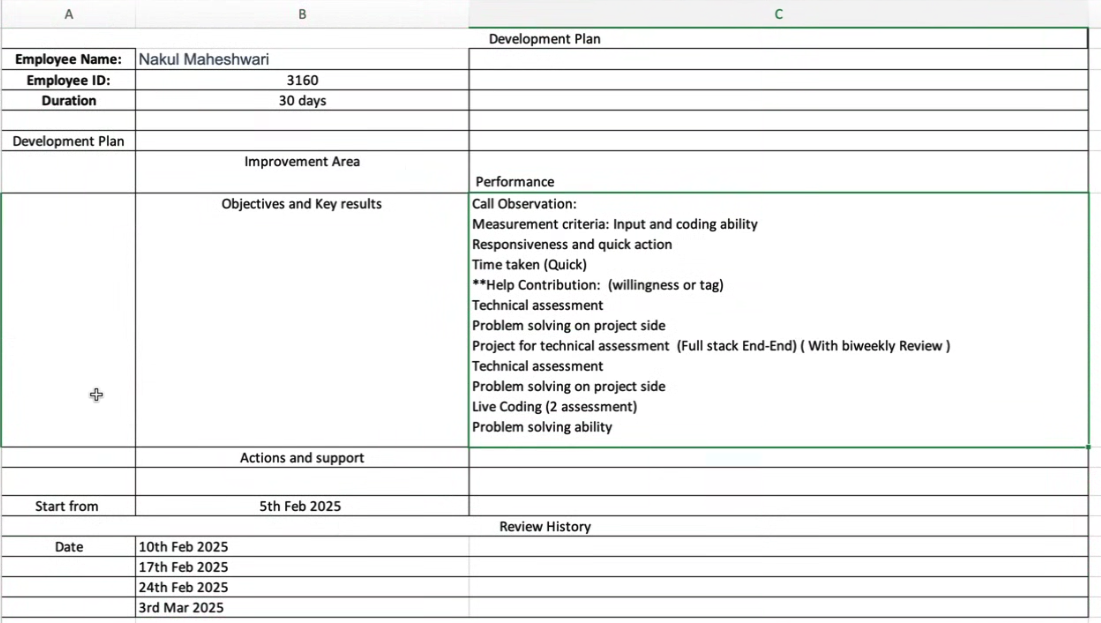 A B C
Development Plan
Employee Name: Nakul Maheshwari
Employee ID: 3160
Duration 30 days
Development Plan
Improvement Area
Performance
Objectives and Key results Call Observation:
Measurement criteria: Input and coding ability
Responsiveness and quick action
Time taken (Quick)
**Help Contribution:  (willingness or tag)
Technical assessment
Problem solving on project side
Project for technical assessment  (Full stack End-End) ( With biweekly Review )
Technical assessment
Problem solving on project side
Live Coding (2 assessment)
Problem solving ability
Actions and support
Start from 5th Feb 2025
Review History
Date 10th Feb 2025
17th Feb 2025
24th Feb 2025
3rd Mar 2025